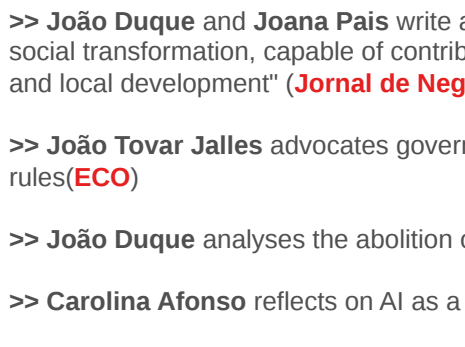 >> João Duque and Joana Pais write a
social transformation, capable of contrib
and local development" (Jornal de Neg
>> João Tovar Jalles advocates govern
rules(ECO)
>> João Duque analyses the abolition
>> Carolina Afonso reflects on AI as a